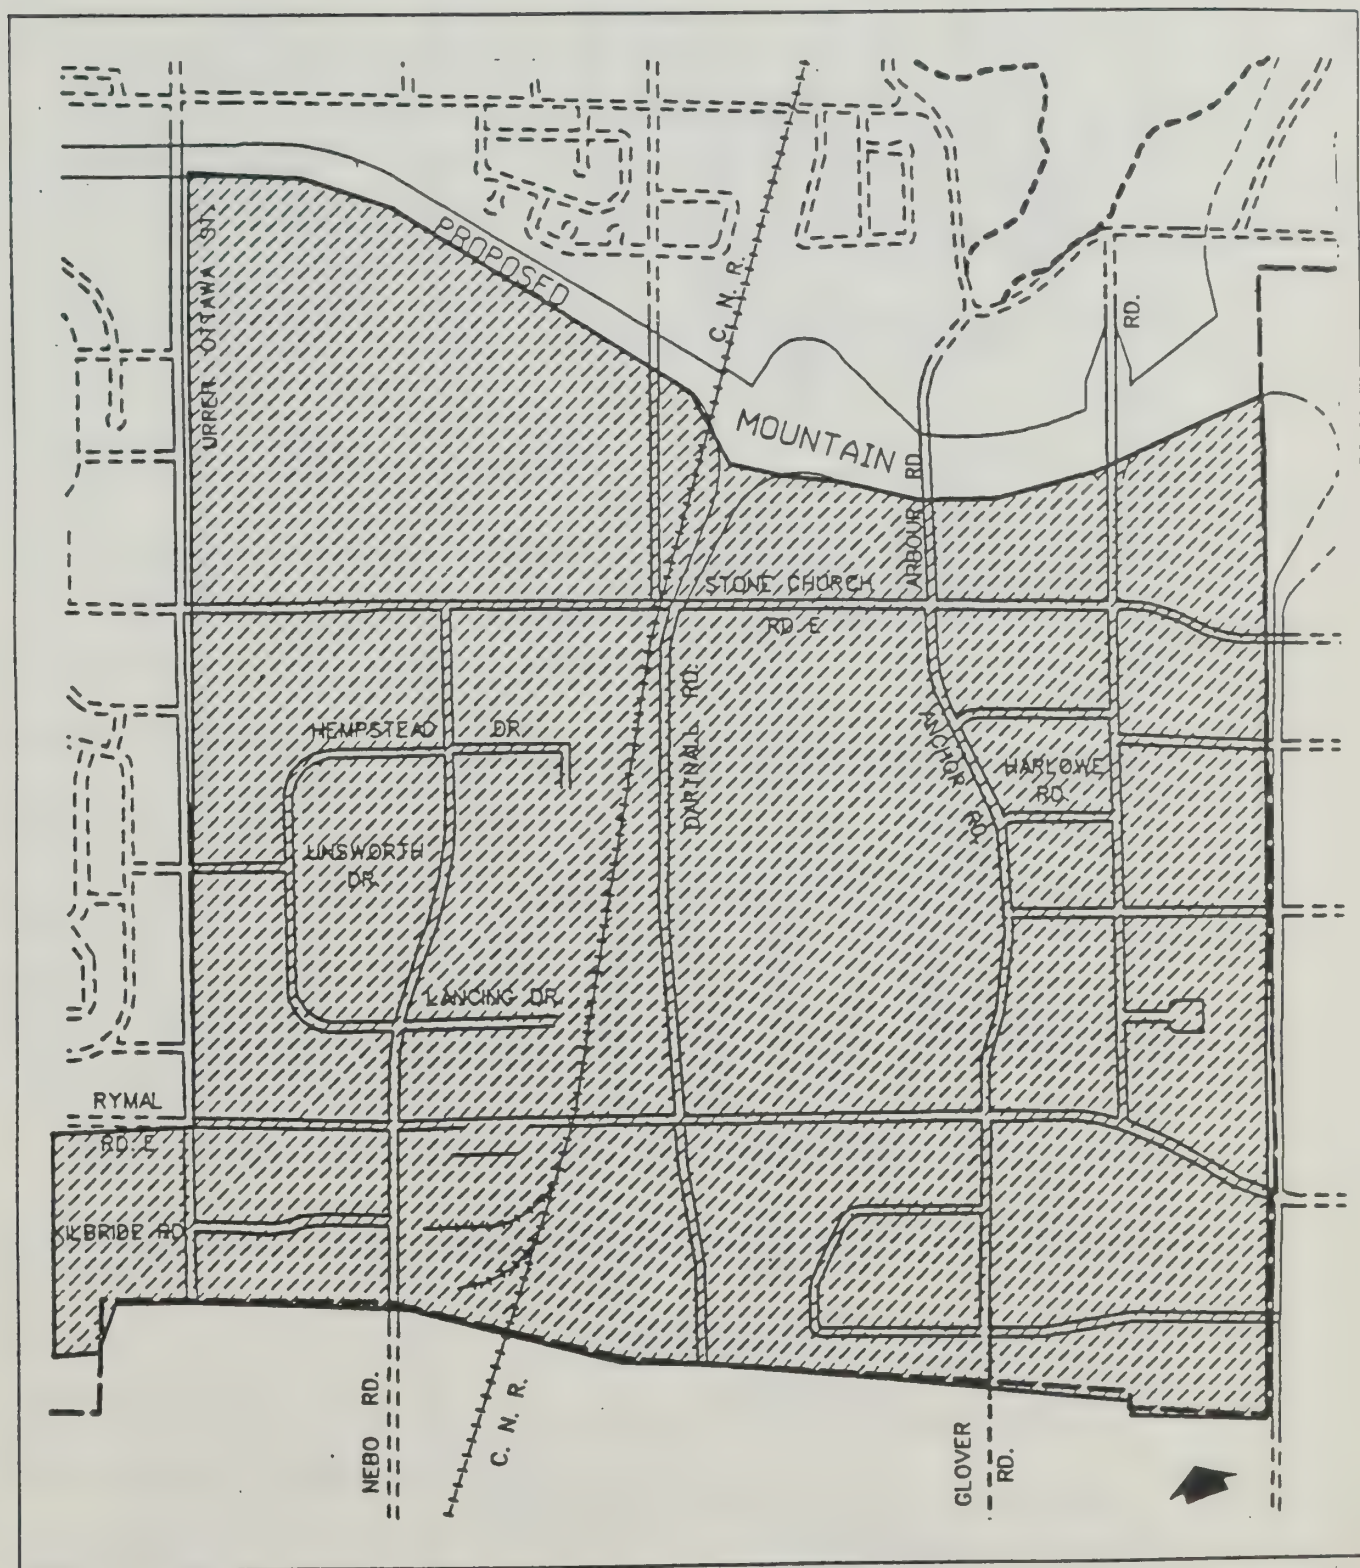 PROPOSED
C. N. R.
RD.
UPPER OTTAWA ST.
MOUNTAIN
ARBOUR RD.
STONE CHURCH
RD. E
HEMPSTEAD DR.
DARTNALL RD.
ANCHOR RD.
HARLOWE
RD.
UNSWORTH
DR.
LANCING DR.
RYMAL
RD. E
KILBRIDE RD
NEBO RD.
C. N. R.
GLOVER
RD.